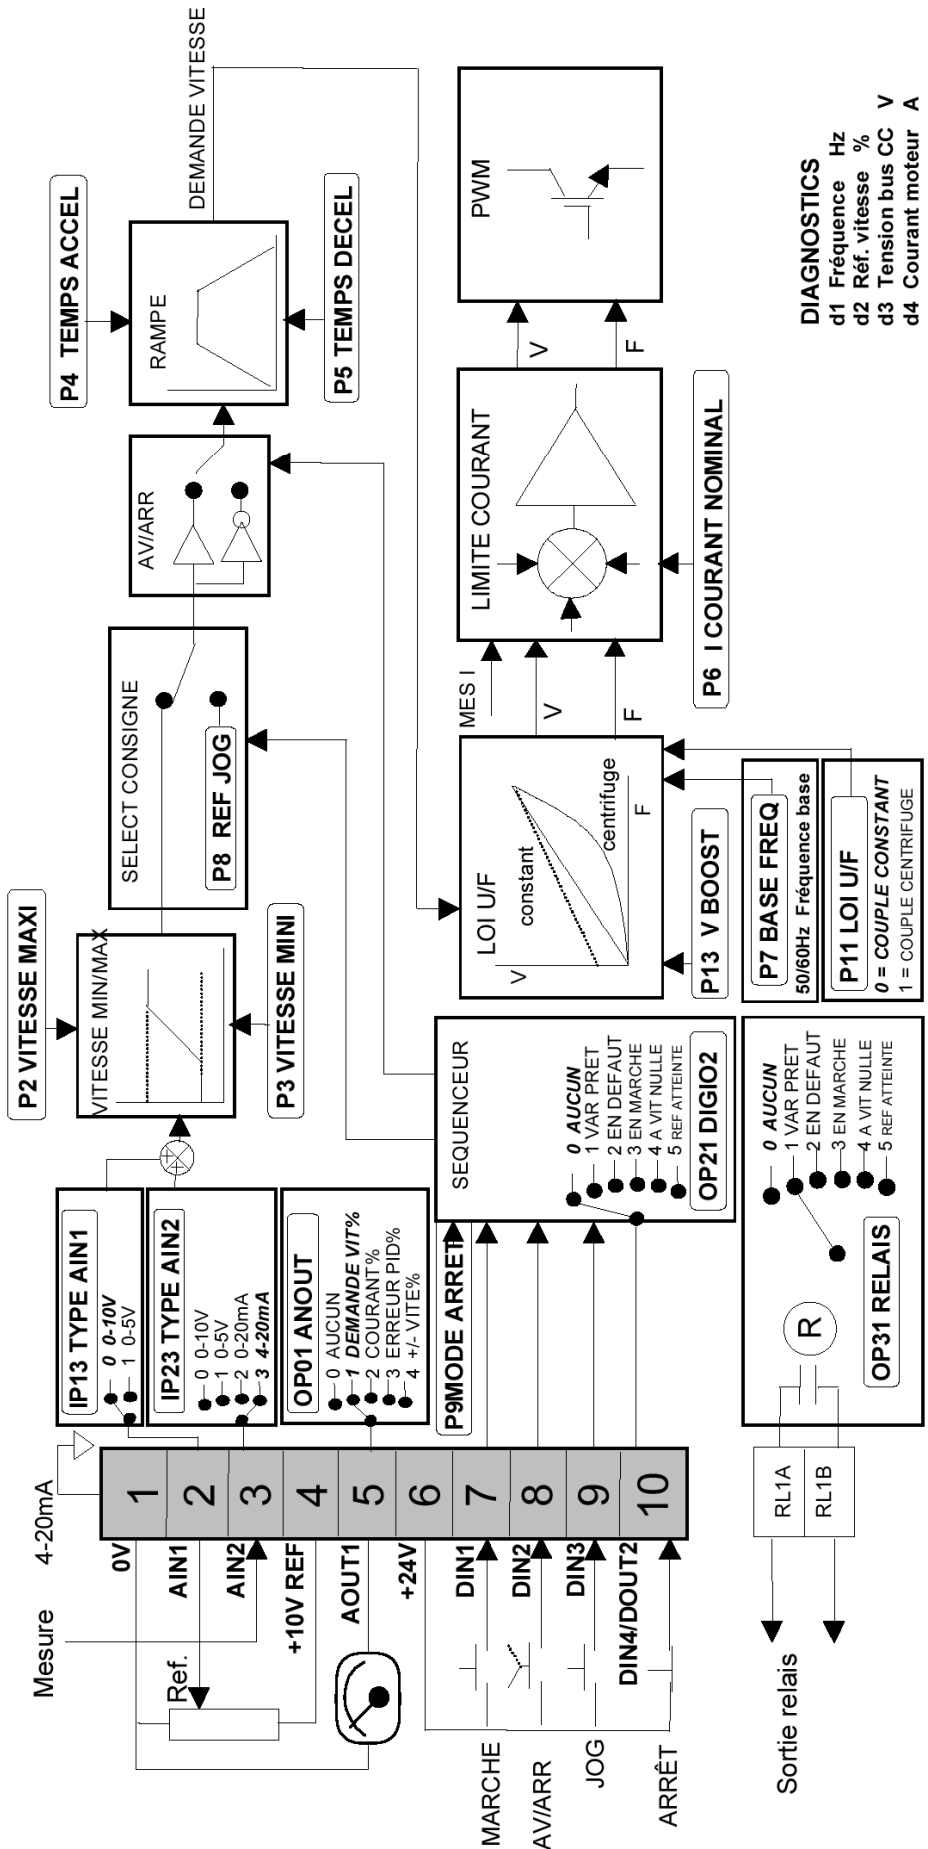 4-20mA
Mesure
Ref.
0V
AIN1
AIN2
+10V REF
AOUT1
+24V
DIN1
DIN2
DIN3
DIN4/DOUT2
MARCHE
AV/ARR
JOG
ARRÊT
1
2
3
4
5
6
7
8
9
10
IP13 TYPE AIN1
0 0-10V
1 0-5V
IP23 TYPE AIN2
0 0-10V
1 0-5V
2 0-20mA
3 4-20mA
OP01 ANOUT
0 AUCUN
1 DEMANDE VIT%
2 COURANT%
3 ERREUR PID%
4 +/- VITE%
P9MODE ARRET
P2 VITESSE MAXI
VITESSE MIN/MAX
P3 VITESSE MINI
SELECT CONSIGNE
P8 REF JOG
AV/ARR
P4 TEMPS ACCEL
RAMPE
P5 TEMPS DECEL
DEMANDE VITESSE
SEQUENCEUR
0 AUCUN
1 VAR PRET
2 EN DEFAUT
3 EN MARCHE
4 A VIT NULLE
5 REF ATTEINTE
OP21 DIGIO2
LOI U/F
V
constant
centrifuge
F
P13 V BOOST
P7 BASE FREQ
50/60Hz Fréquence base
P11 LOI U/F
0 = COUPLE CONSTANT
1 = COUPLE CENTRIFUGE
MES I
V
F
LIMITE COURANT
P6 I COURANT NOMINAL
V
F
PWM
Sortie relais
RL1A
RL1B
R
0 AUCUN
1 VAR PRET
2 EN DEFAUT
3 EN MARCHE
4 A VIT NULLE
5 REF ATTEINTE
OP31 RELAIS
DIAGNOSTICS
d1 Fréquence Hz
d2 Réf. vitesse %
d3 Tension bus CC V
d4 Courant moteur A